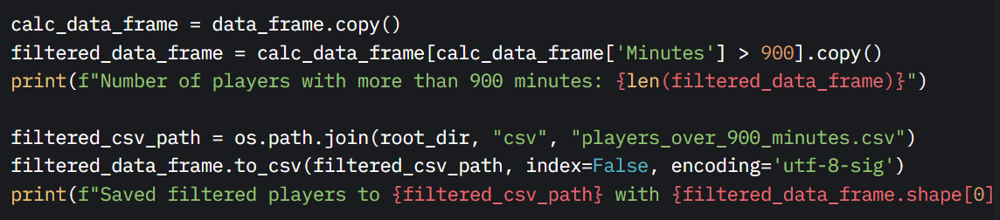 calc_data_frame = data_frame.copy()
filtered_data_frame = calc_data_frame[calc_data_frame['Minutes'] > 900].copy()
print(f"Number of players with more than 900 minutes: {len(filtered_data_frame)}")
filtered_csv_path = os.path.join(root_dir, "csv", "players_over_900_minutes.csv")
filtered_data_frame.to_csv(filtered_csv_path, index=False, encoding='utf-8-sig')
print(f"Saved filtered players to {filtered_csv_path} with {filtered_data_frame.shape[0]